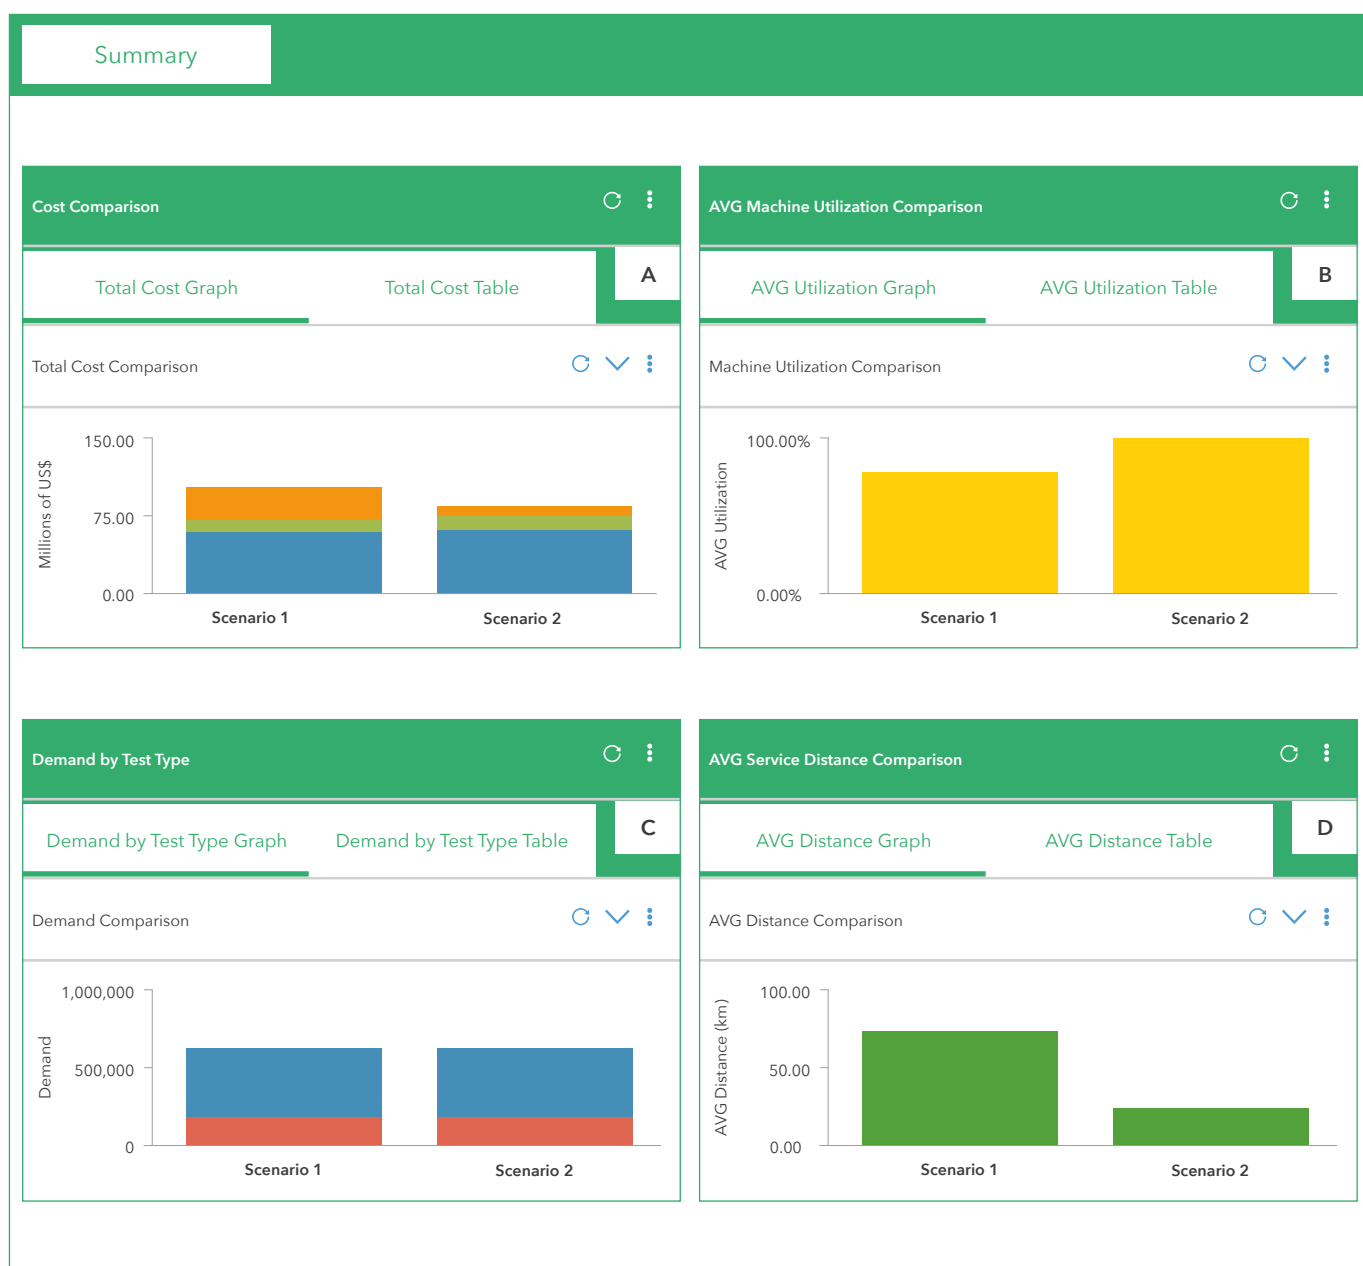 Summary
Cost Comparison
A
Total Cost Graph
Total Cost Table
Total Cost Comparison
Millions of US$
150.00
75.00
0.00
Scenario 1
Scenario 2
AVG Machine Utilization Comparison
B
AVG Utilization Graph
AVG Utilization Table
Machine Utilization Comparison
AVG Utilization
100.00%
0.00%
Scenario 1
Scenario 2
Demand by Test Type
C
Demand by Test Type Graph
Demand by Test Type Table
Demand Comparison
Demand
1,000,000
500,000
0
Scenario 1
Scenario 2
AVG Service Distance Comparison
D
AVG Distance Graph
AVG Distance Table
AVG Distance Comparison
AVG Distance (km)
100.00
50.00
0.00
Scenario 1
Scenario 2